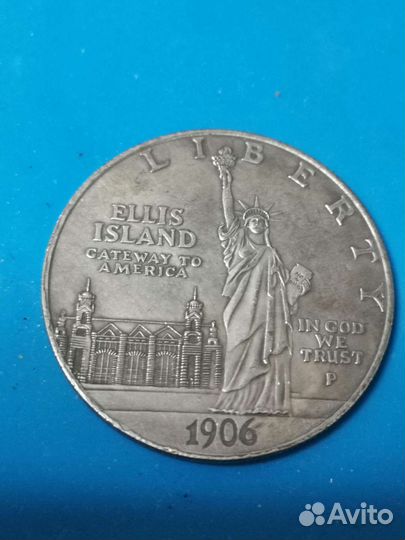 LIBERTY
ELLIS
ISLAND
GATEWAY TO
AMERICA
IN GOD
WE
TRUST
P
1906
Avito